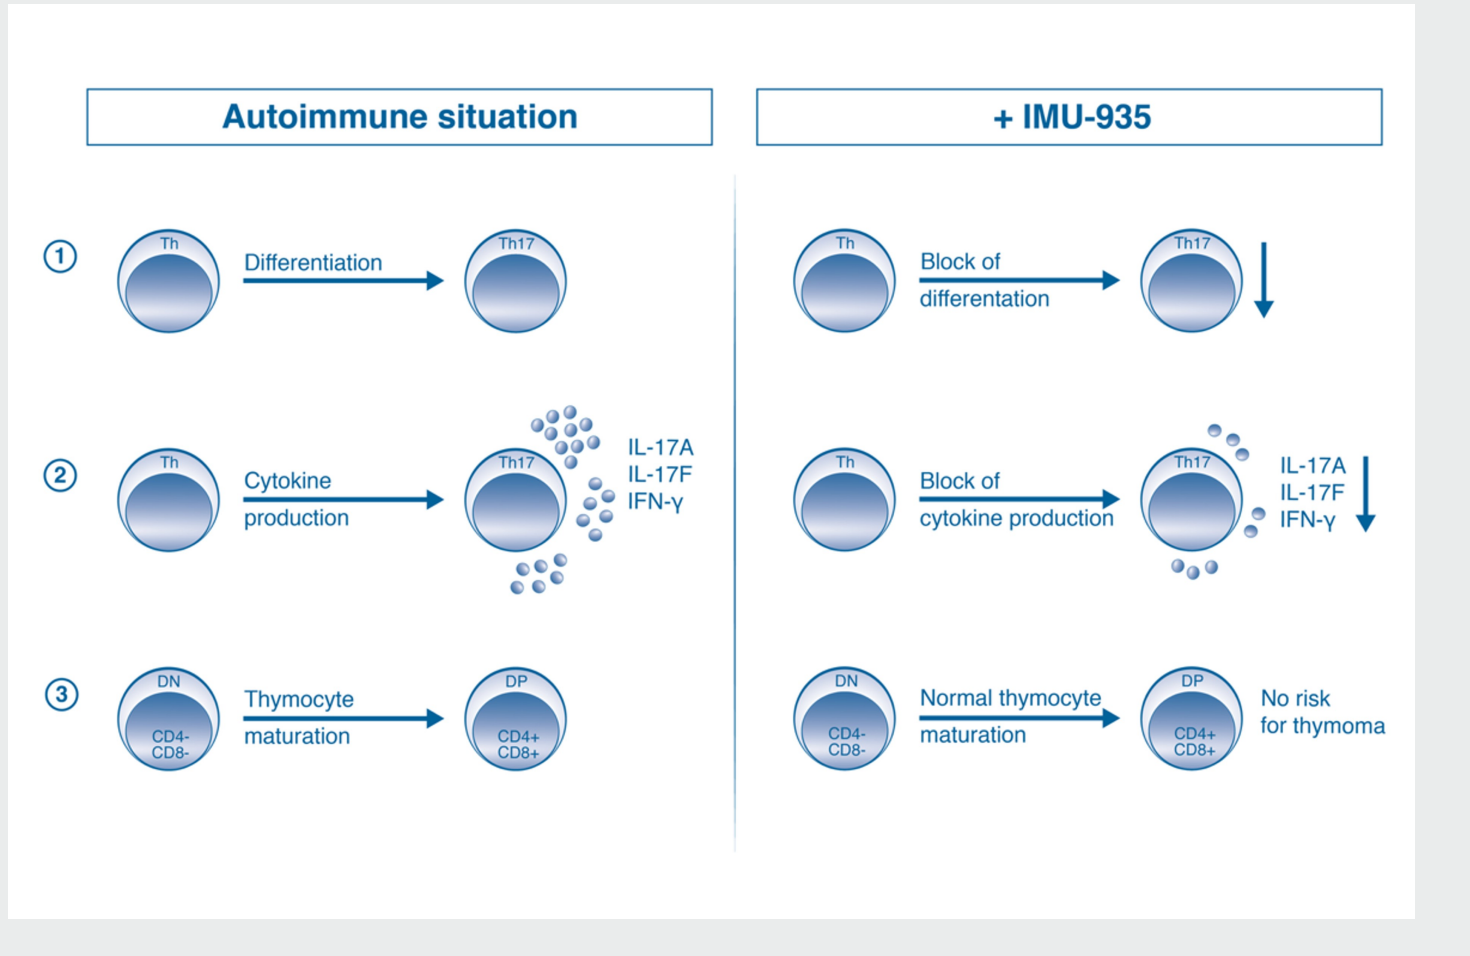 Autoimmune situation
+ IMU-935
1
Th
Differentiation
Th17
Th
Block of
differentation
Th17
2
Th
Cytokine
production
Th17
IL-17A
IL-17F
IFN-γ
Th
Block of
cytokine production
Th17
IL-17A
IL-17F
IFN-γ
3
DN
CD4-
CD8-
Thymocyte
maturation
DP
CD4+
CD8+
DN
CD4-
CD8-
Normal thymocyte
maturation
DP
CD4+
CD8+
No risk
for thymoma